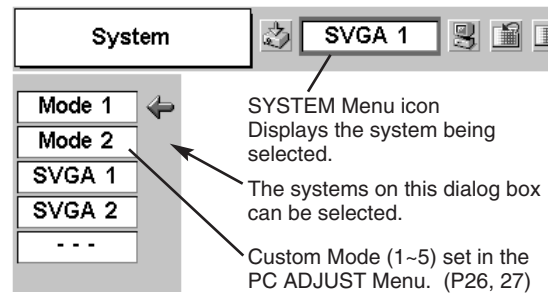 System
SVGA 1
Mode 1
Mode 2
SVGA 1
SVGA 2
- - -
SYSTEM Menu icon
Displays the system being
selected.
The systems on this dialog box
can be selected.
Custom Mode (1~5) set in the
PC ADJUST Menu.  (P26, 27)